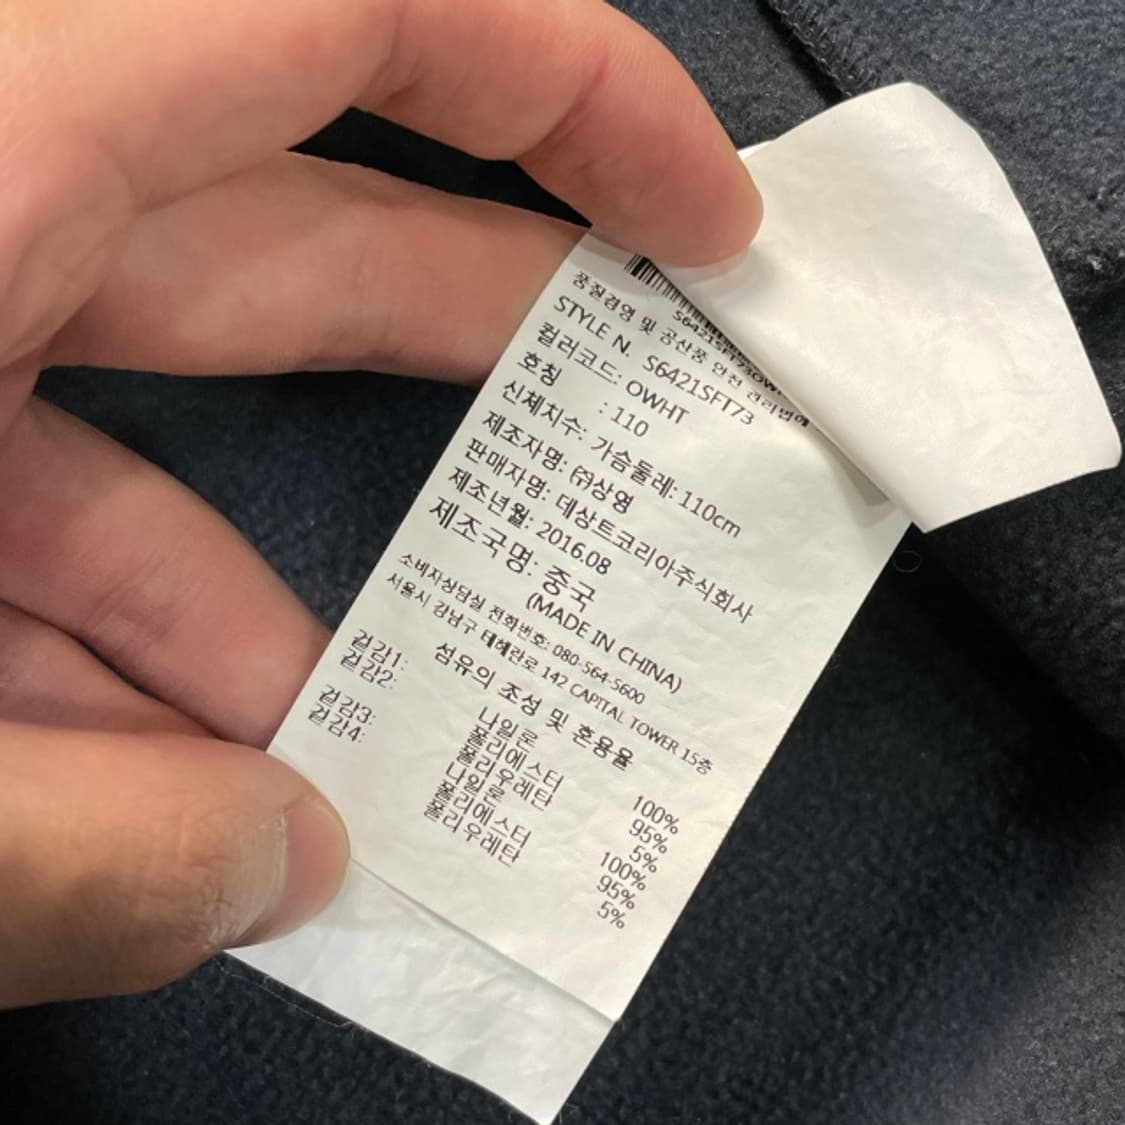 품질경영 및 공산품 안전 관리법에
STYLE N. S6421SFT73
컬러코드: OWHT
호칭 : 110
신체치수: 가슴둘레: 110cm
제조자명: ㈜상영
판매자명: 데상트코리아주식회사
제조년월: 2016.08
제조국명: 중국
(MADE IN CHINA)
소비자상담실 전화번호: 080-564-5600
서울시 강남구 테헤란로 142 CAPITAL TOWER 15층
섬유의 조성 및 혼용율
겉감1: 나일론 100%
겉감2: 폴리에스터 95%
폴리우레탄 5%
겉감3: 나일론 100%
겉감4: 폴리에스터 95%
폴리우레탄 5%